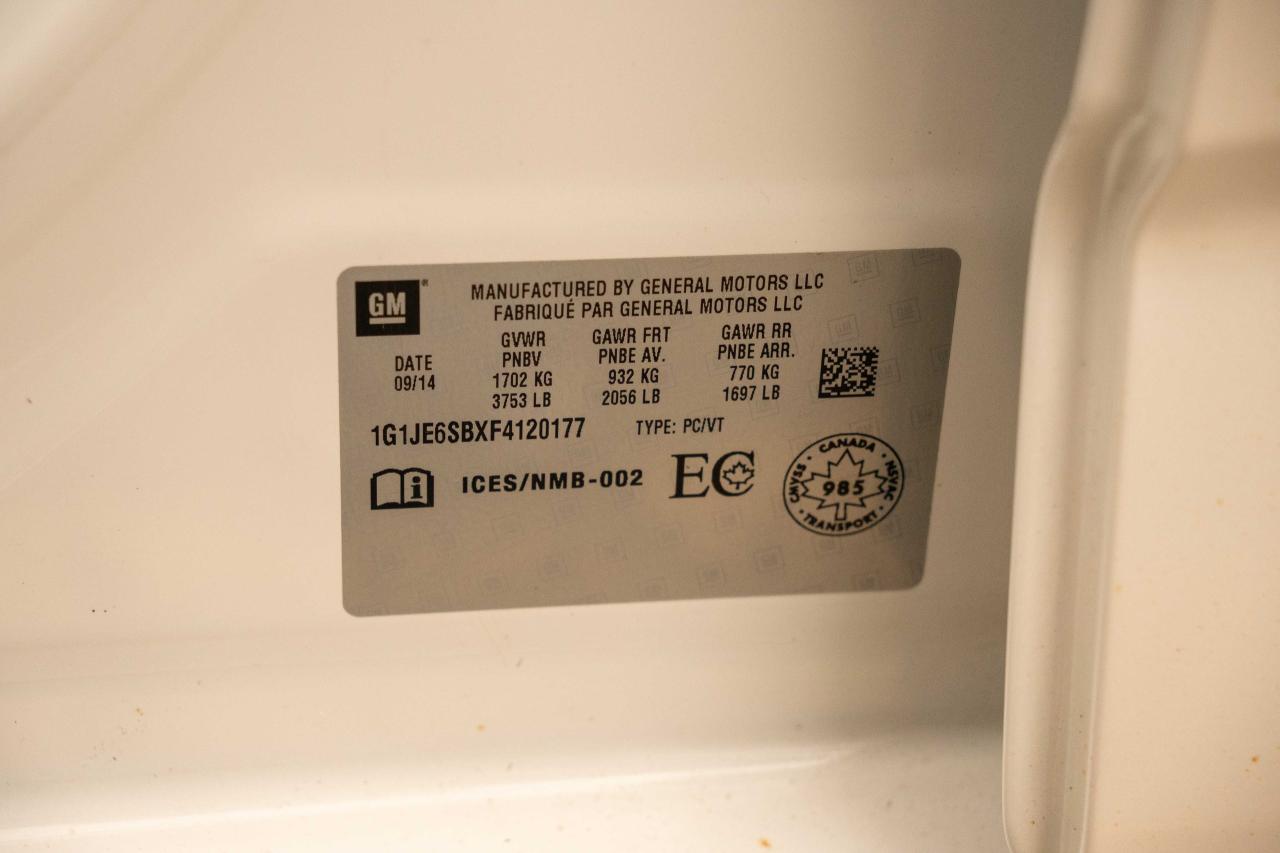 GM®
MANUFACTURED BY GENERAL MOTORS LLC
FABRIQUÉ PAR GENERAL MOTORS LLC
DATE
09/14
GVWR
PNBV
1702 KG
3753 LB
GAWR FRT
PNBE AV.
932 KG
2056 LB
GAWR RR
PNBE ARR.
770 KG
1697 LB
1G1JE6SBXF4120177 TYPE: PC/VT
i ICES/NMB-002 EC
CANADA
CMVSS · NSVAC
985
TRANSPORT